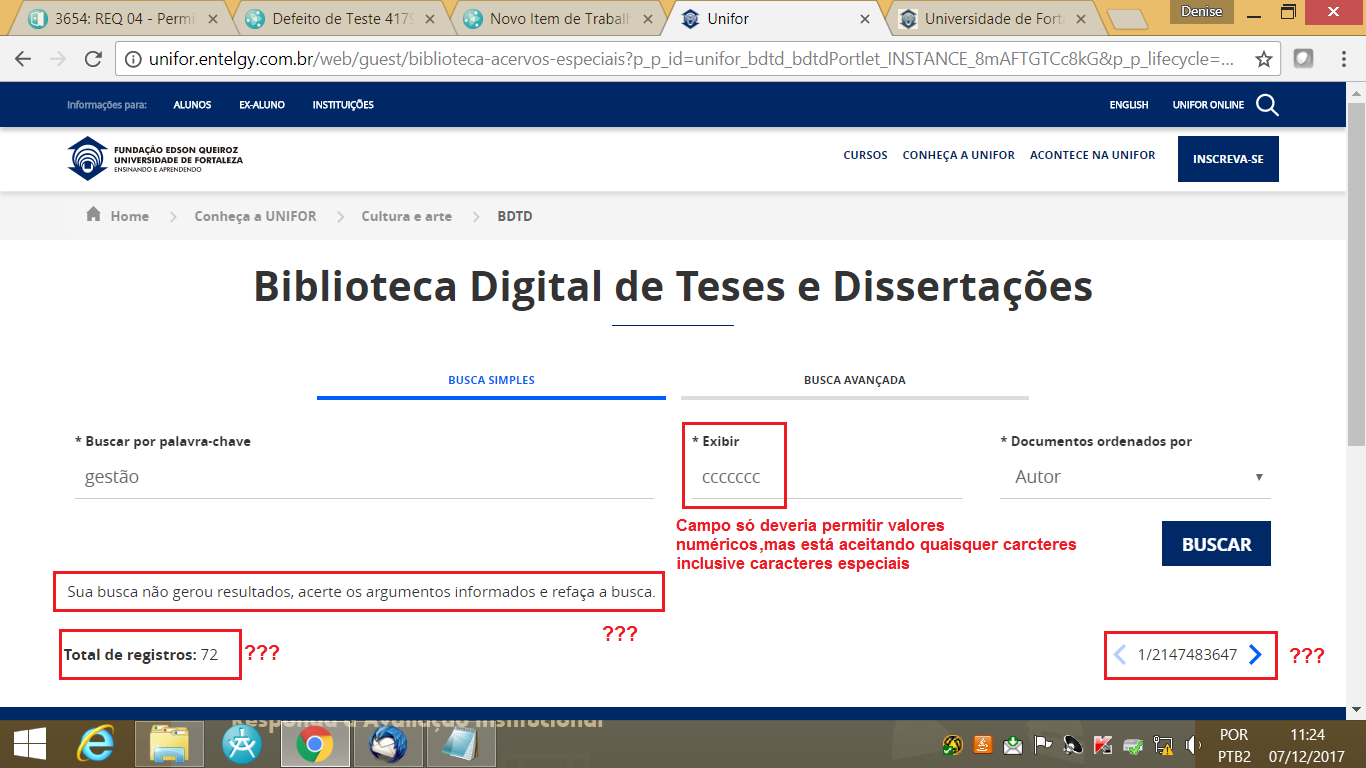 3654: REQ 04 - Permi
Defeito de Teste 4179
Novo Item de Trabalh
Unifor
Universidade de Forta
Denise
unifor.entelgy.com.br/web/guest/biblioteca-acervos-especiais?p_p_id=unifor_bdtd_bdtdPortlet_INSTANCE_8mAFTGTCc8kG&p_p_lifecycle=...
Informações para: ALUNOS EX-ALUNO INSTITUIÇÕES ENGLISH UNIFOR ONLINE
FUNDAÇÃO EDSON QUEIROZ
UNIVERSIDADE DE FORTALEZA
ENSINANDO E APRENDENDO
CURSOS CONHEÇA A UNIFOR ACONTECE NA UNIFOR INSCREVA-SE
Home Conheça a UNIFOR Cultura e arte BDTD
Biblioteca Digital de Teses e Dissertações
BUSCA SIMPLES BUSCA AVANÇADA
* Buscar por palavra-chave * Exibir * Documentos ordenados por
gestão ccccccc Autor
Campo só deveria permitir valores
numéricos,mas está aceitando quaisquer carcteres
inclusive caracteres especiais
BUSCAR
Sua busca não gerou resultados, acerte os argumentos informados e refaça a busca.
???
Total de registros: 72 ??? 1/2147483647 ???
Responda a Avaliação Institucional
POR 11:24
PTB2 07/12/2017